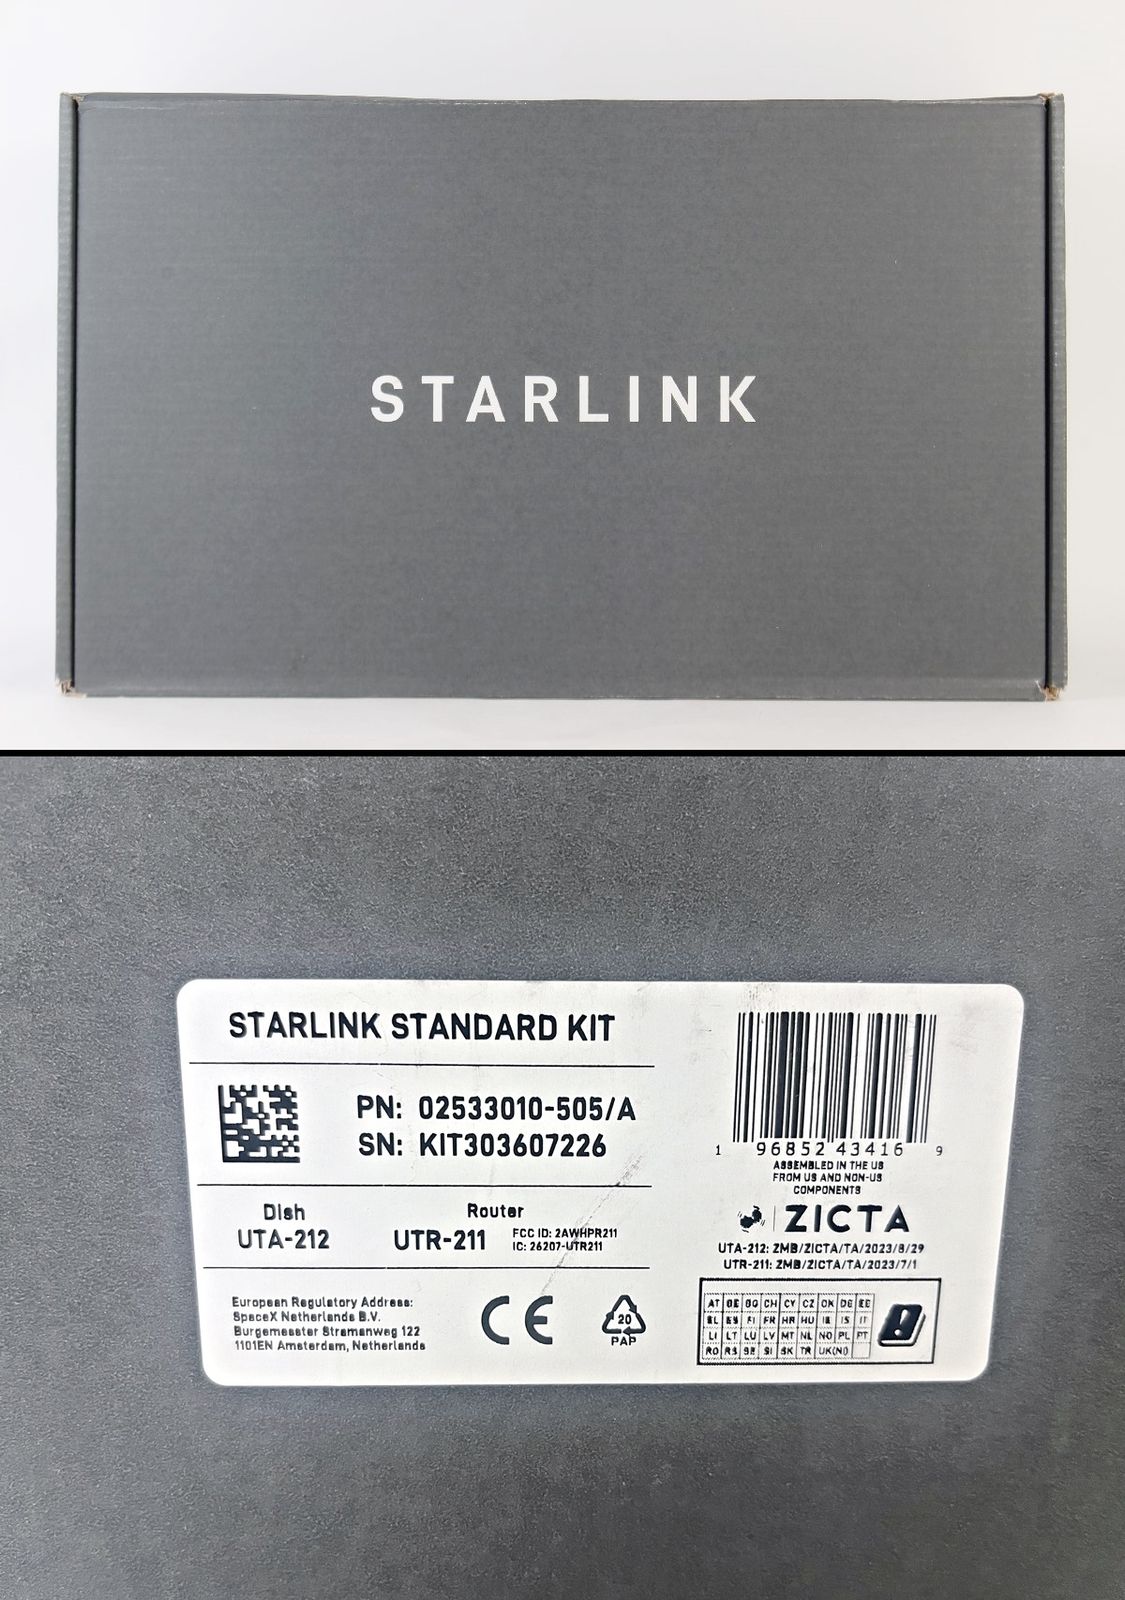 STARLINK
STARLINK STANDARD KIT
PN: 02533010-505/A
SN: KIT303607226
Dish
UTA-212
Router
UTR-211
FCC ID: 2AWHPR211
IC: 26207-UTR211
European Regulatory Address:
SpaceX Netherlands B.V.
Burgemeester Stramanweg 122
1101EN Amsterdam, Netherlands
CE
20
PAP
1 96852 43416 9
ASSEMBLED IN THE US
FROM US AND NON-US
COMPONENTS
ZICTA
UTA-212: ZMB/ZICTA/TA/2023/8/29
UTR-211: ZMB/ZICTA/TA/2023/7/1
AT BE BG CH CY CZ DK DE EE
EL ES FI FR HR HU IE IS IT
LI LT LU LV MT NL NO PL PT
RO RS SE SI SK TR UK(NI)